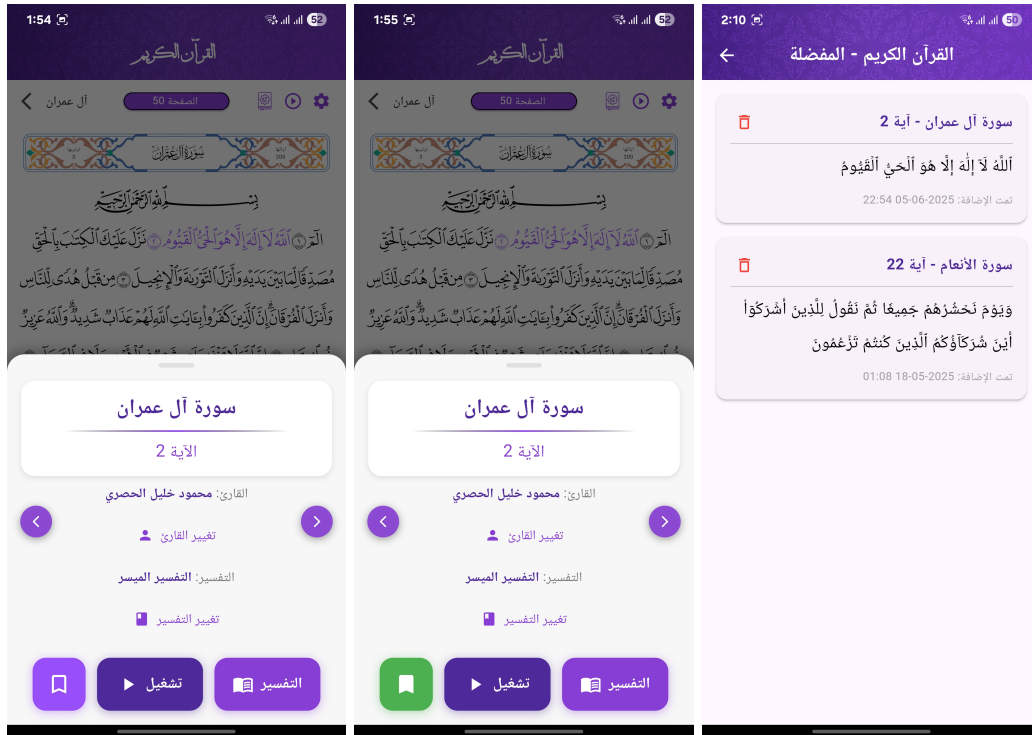 1:54
52
القرآن الكريم
آل عمران
الصفحة 50
سُورَةُ آلِ عِمْرَانَ
3
200
بِسْمِ ٱللَّهِ ٱلرَّحْمَٰنِ ٱلرَّحِيمِ
الٓمٓ ١ ٱللَّهُ لَآ إِلَٰهَ إِلَّا هُوَ ٱلْحَىُّ ٱلْقَيُّومُ ٢ نَزَّلَ عَلَيْكَ ٱلْكِتَٰبَ بِٱلْحَقِّ
مُصَدِّقًا لِّمَا بَيْنَ يَدَيْهِ وَأَنزَلَ ٱلتَّوْرَىٰةَ وَٱلْإِنجِيلَ ٣ مِن قَبْلُ هُدًى لِّلنَّاسِ
وَأَنزَلَ ٱلْفُرْقَانَ إِنَّ ٱلَّذِينَ كَفَرُوا۟ بِـَٔايَٰتِ ٱللَّهِ لَهُمْ عَذَابٌ شَدِيدٌ وَٱللَّهُ عَزِيزٌ
سورة آل عمران
الآية 2
القارئ: محمود خليل الحصري
تغيير القارئ
التفسير: التفسير الميسر
تغيير التفسير
التفسير
تشغيل
1:55
52
القرآن الكريم
آل عمران
الصفحة 50
سُورَةُ آلِ عِمْرَانَ
3
200
بِسْمِ ٱللَّهِ ٱلرَّحْمَٰنِ ٱلرَّحِيمِ
الٓمٓ ١ ٱللَّهُ لَآ إِلَٰهَ إِلَّا هُوَ ٱلْحَىُّ ٱلْقَيُّومُ ٢ نَزَّلَ عَلَيْكَ ٱلْكِتَٰبَ بِٱلْحَقِّ
مُصَدِّقًا لِّمَا بَيْنَ يَدَيْهِ وَأَنزَلَ ٱلتَّوْرَىٰةَ وَٱلْإِنجِيلَ ٣ مِن قَبْلُ هُدًى لِّلنَّاسِ
وَأَنزَلَ ٱلْفُرْقَانَ إِنَّ ٱلَّذِينَ كَفَرُوا۟ بِـَٔايَٰتِ ٱللَّهِ لَهُمْ عَذَابٌ شَدِيدٌ وَٱللَّهُ عَزِيزٌ
سورة آل عمران
الآية 2
القارئ: محمود خليل الحصري
تغيير القارئ
التفسير: التفسير الميسر
تغيير التفسير
التفسير
تشغيل
2:10
50
القرآن الكريم - المفضلة
سورة آل عمران - آية 2
ٱللَّهُ لَآ إِلَٰهَ إِلَّا هُوَ ٱلْحَيُّ ٱلْقَيُّومُ
تمت الإضافة: 2025-06-05 22:54
سورة الأنعام - آية 22
وَيَوْمَ نَحْشُرُهُمْ جَمِيعًا ثُمَّ نَقُولُ لِلَّذِينَ أَشْرَكُوٓا۟
أَيْنَ شُرَكَآؤُكُمُ ٱلَّذِينَ كُنتُمْ تَزْعُمُونَ
تمت الإضافة: 2025-05-18 01:08